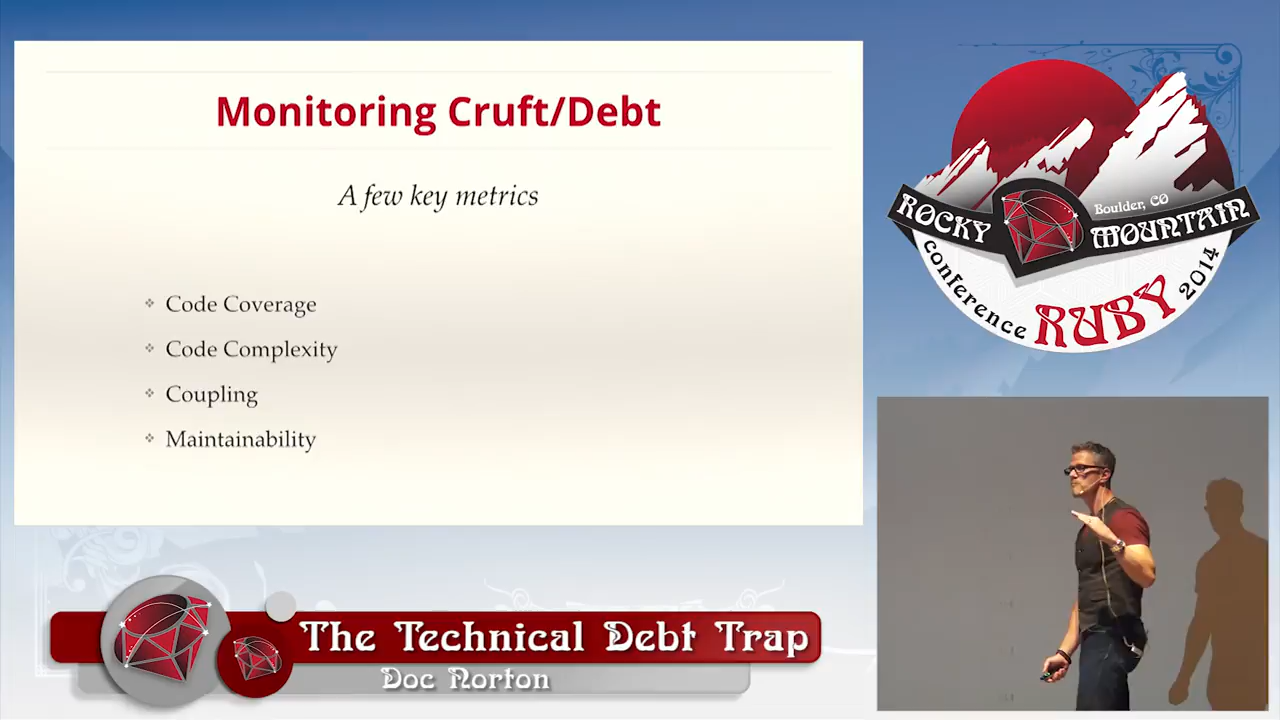 Monitoring Cruft/Debt
A few key metrics
Code Coverage
Code Complexity
Coupling
Maintainability
Boulder, CO
ROCKY MOUNTAIN
conference RUBY 2014
The Technical Debt Trap
Doc Norton